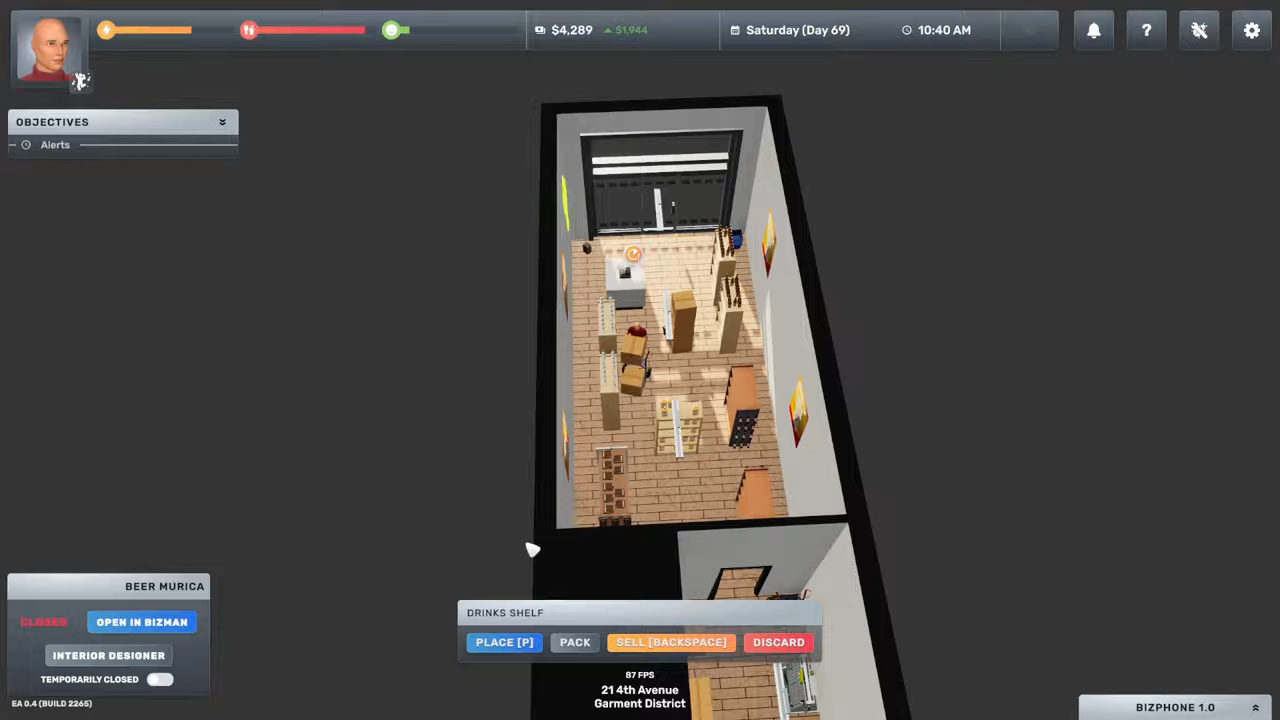 $4,289 $1,944
Saturday (Day 69)
10:40 AM
?
OBJECTIVES
Alerts
BEER MURICA
CLOSED OPEN IN BIZMAN
INTERIOR DESIGNER
TEMPORARILY CLOSED
EA 0.4 (BUILD 2265)
DRINKS SHELF
PLACE [P] PACK SELL [BACKSPACE] DISCARD
87 FPS
21 4th Avenue
Garment District
BIZPHONE 1.0